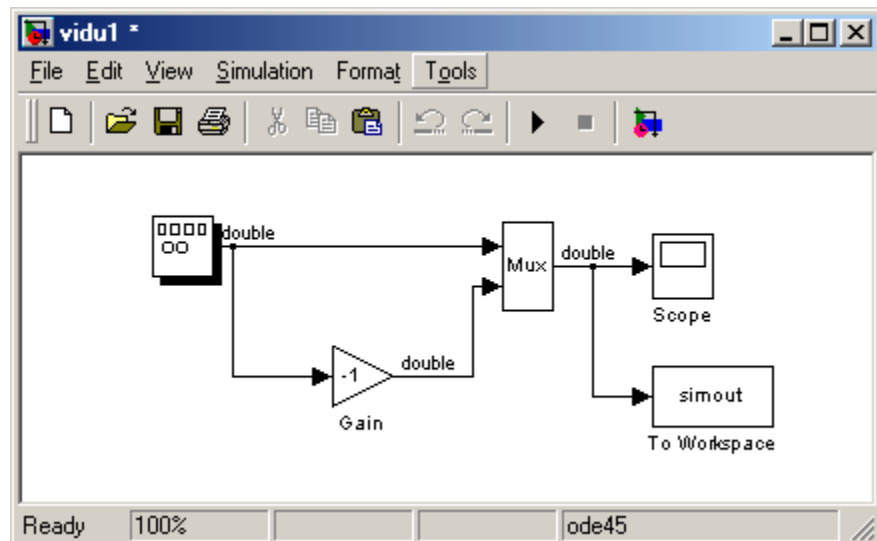 vidu1 *
File Edit View Simulation Format Tools
double
Mux
double
Scope
-1
double
Gain
simout
To Workspace
Ready 100% ode45